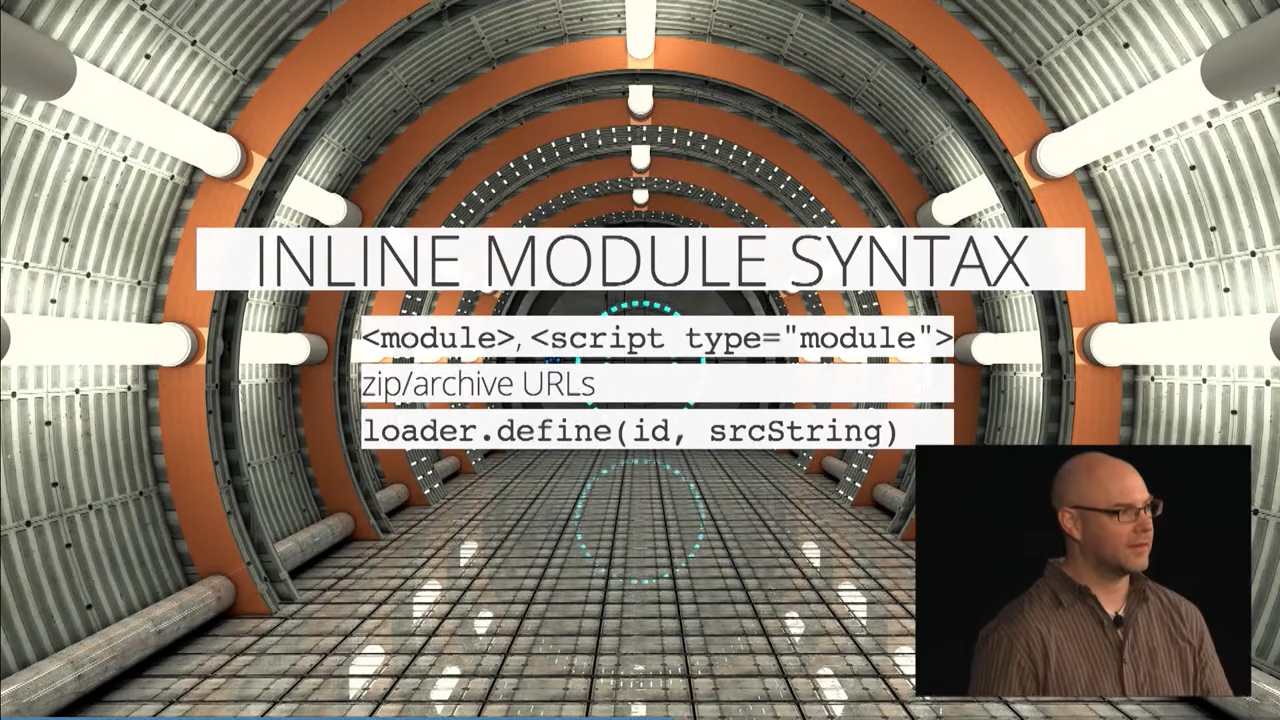 INLINE MODULE SYNTAX
<module>, <script type="module">
zip/archive URLs
loader.define(id, srcString)